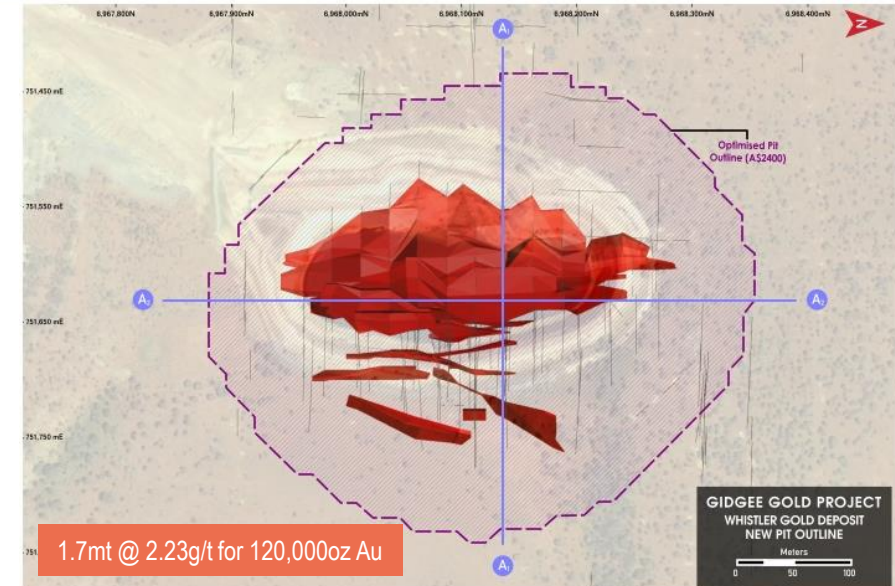 6,967,800N
6,967,900mN
6,968,000mN
6,968,100mN
6,968,200mN
6,968,300mN
6,968,400mN
N
A₁
751,450 mE
Optimised Pit
Outline (A$2400)
751,550 mE
A₂
A₂
751,650 mE
751,750 mE
GIDGEE GOLD PROJECT
WHISTLER GOLD DEPOSIT
NEW PIT OUTLINE
Meters
0 50 100
1.7mt @ 2.23g/t for 120,000oz Au
A₁